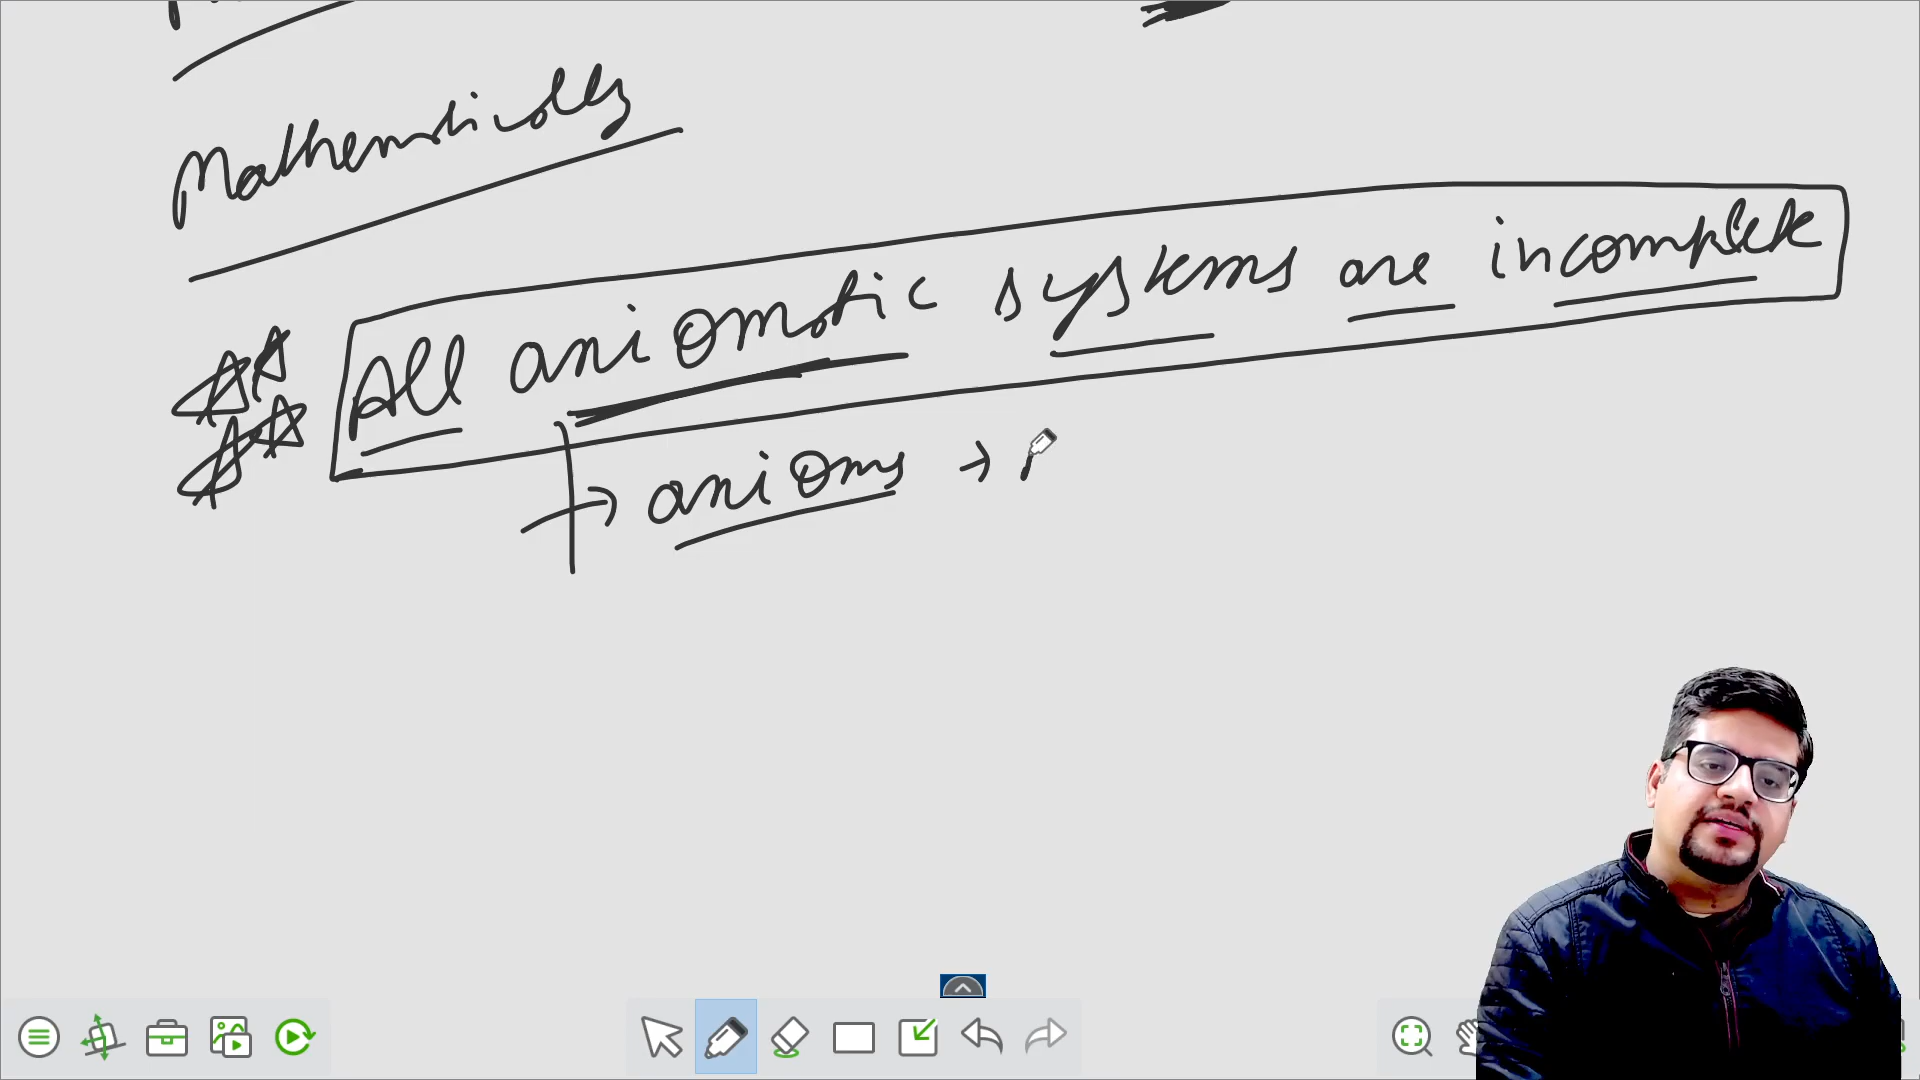 Mathematically
All axiomatic systems are incomplete
→ axioms →